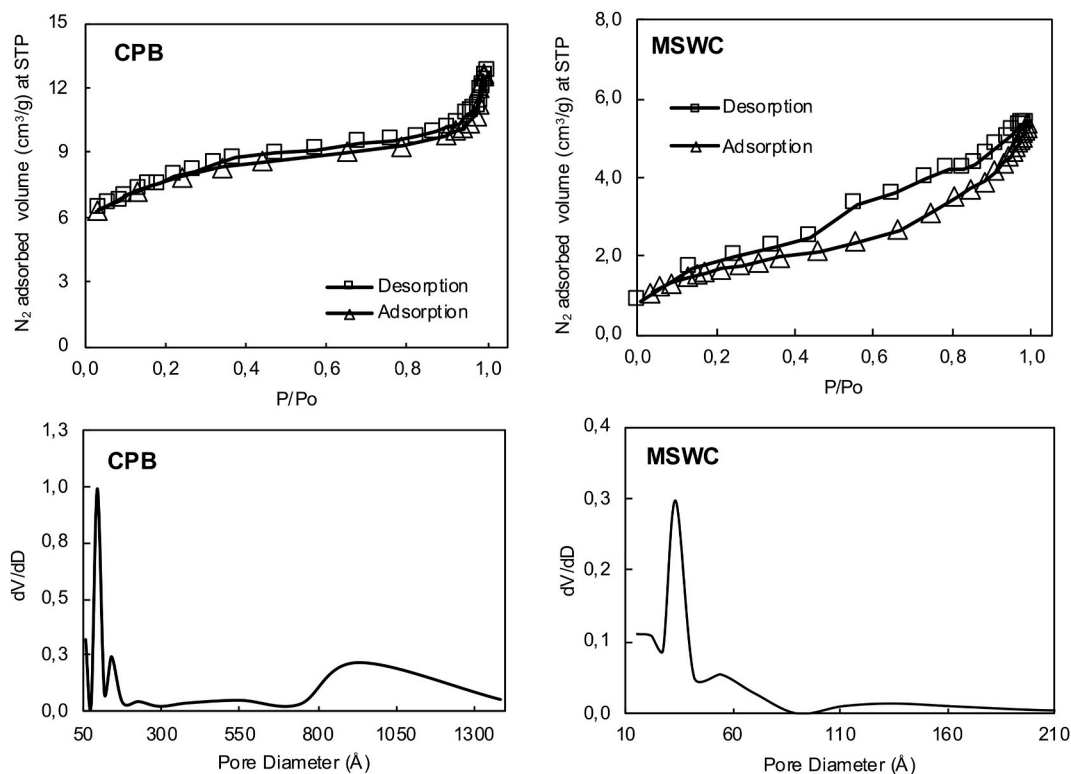 CPB
N₂ adsorbed volume (cm³/g) at STP
15
12
9
6
3
0
Desorption
Adsorption
0,0 0,2 0,4 0,6 0,8 1,0
P/Po
MSWC
N₂ adsorbed volume (cm³/g) at STP
8,0
6,0
4,0
2,0
0,0
Desorption
Adsorption
0,0 0,2 0,4 0,6 0,8 1,0
P/Po
CPB
dV/dD
1,3
1,0
0,8
0,5
0,3
0,0
50 300 550 800 1050 1300
Pore Diameter (Å)
MSWC
dV/dD
0,4
0,3
0,2
0,1
0,0
10 60 110 160 210
Pore Diameter (Å)